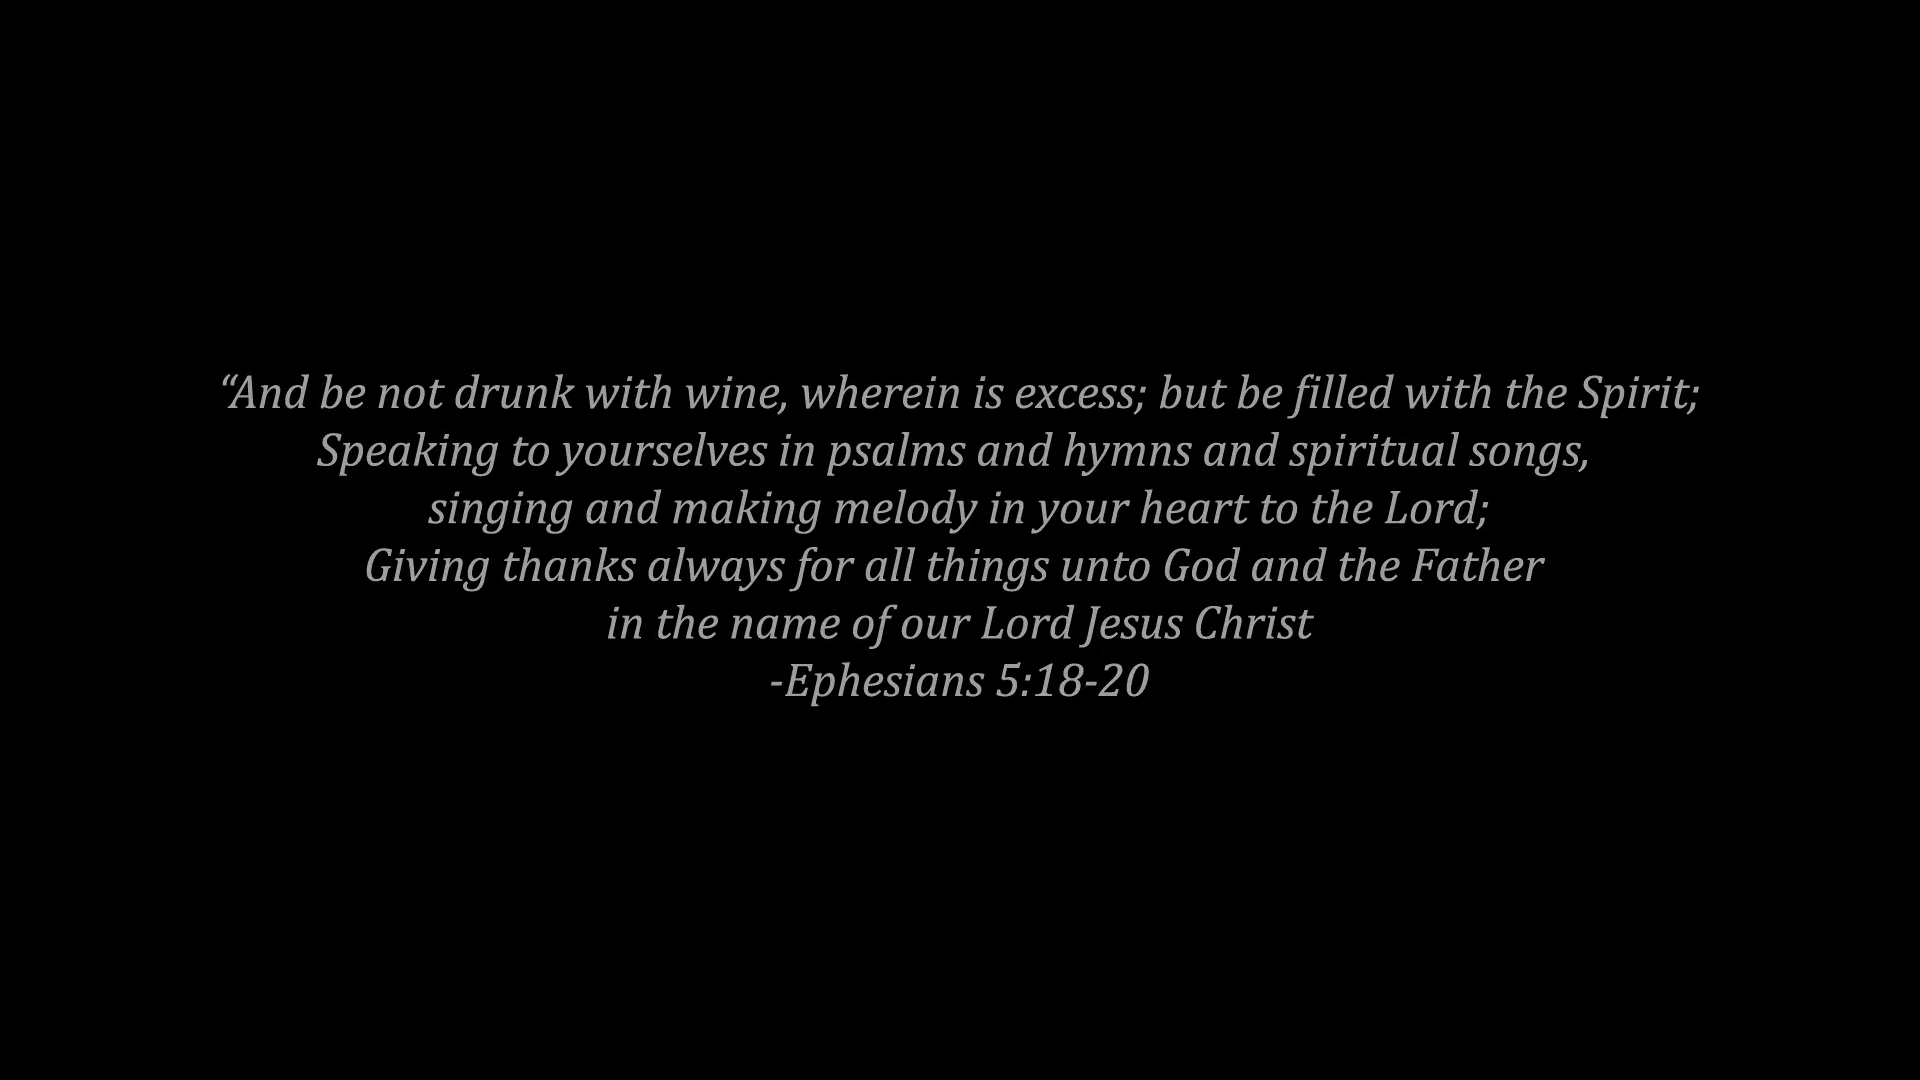 “And be not drunk with wine, wherein is excess; but be filled with the Spirit;
Speaking to yourselves in psalms and hymns and spiritual songs,
singing and making melody in your heart to the Lord;
Giving thanks always for all things unto God and the Father
in the name of our Lord Jesus Christ
-Ephesians 5:18-20